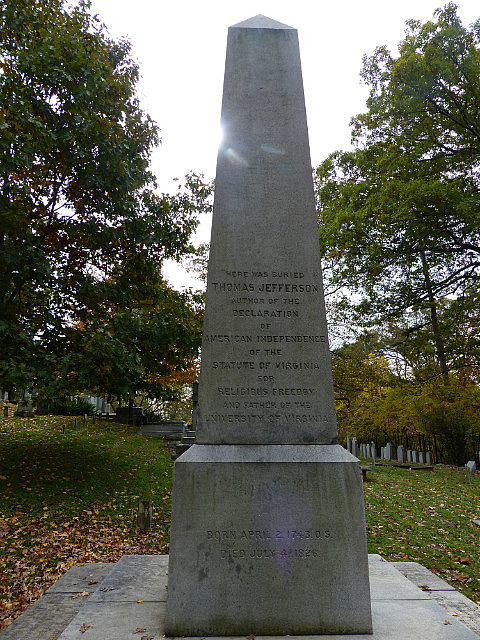 HERE WAS BURIED
THOMAS JEFFERSON
AUTHOR OF THE
DECLARATION
OF
AMERICAN INDEPENDENCE
OF THE
STATUTE OF VIRGINIA
FOR
RELIGIOUS FREEDOM
AND FATHER OF THE
UNIVERSITY OF VIRGINIA
BORN APRIL 2, 1743. O.S.
DIED JULY 4, 1826.